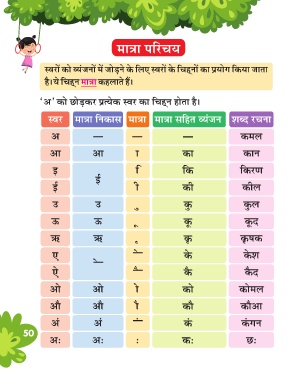 मात्रा परिचय
स्वरों को व्यंजनों में जोड़ने के लिए स्वरों के चिह्नों का प्रयोग किया जाता
है। ये चिह्न मात्रा कहलाते हैं।
‘अ’ को छोड़कर प्रत्येक स्वर का चिह्न होता है।
स्वर मात्रा निकास मात्रा मात्रा सहित व्यंजन शब्द रचना
अ — — — कमल
आ आ ा का कान
इ ई ि कि किरण
ई ी की कील
उ उ ु कु कुल
ऊ ऊ ू कू कूद
ऋ ऋ ृ कृ कृषक
ए े े के केश
ऐ ै कै कैद
ओ ओ ो को कोमल
औ औ ौ कौ कौआ
अं अं ं कं कंगन
अः अः : कः छः
50